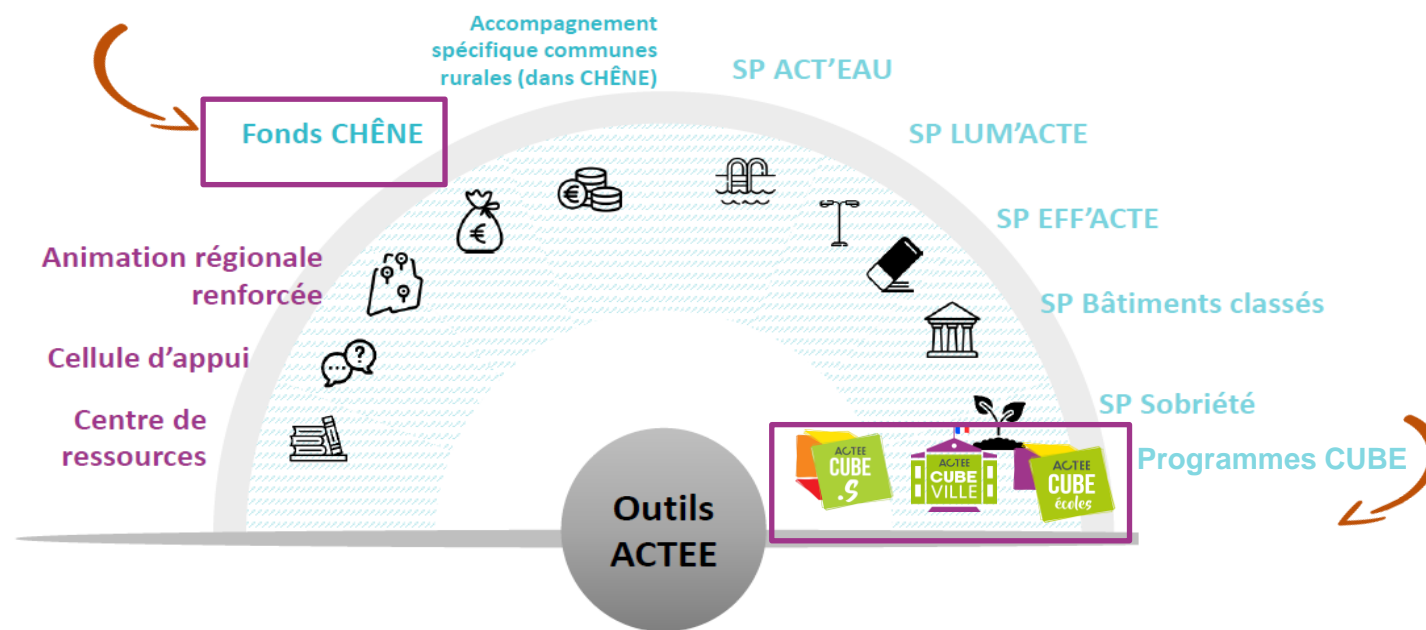 Accompagnement
spécifique communes
rurales (dans CHÊNE)
SP ACT'EAU
Fonds CHÊNE
SP LUM'ACTE
SP EFF'ACTE
Animation régionale
renforcée
SP Bâtiments classés
Cellule d'appui
SP Sobriété
Centre de
ressources
Programmes CUBE
ACTEE
CUBE
.S
ACTEE
CUBE
VILLE
ACTEE
CUBE
écoles
Outils
ACTEE